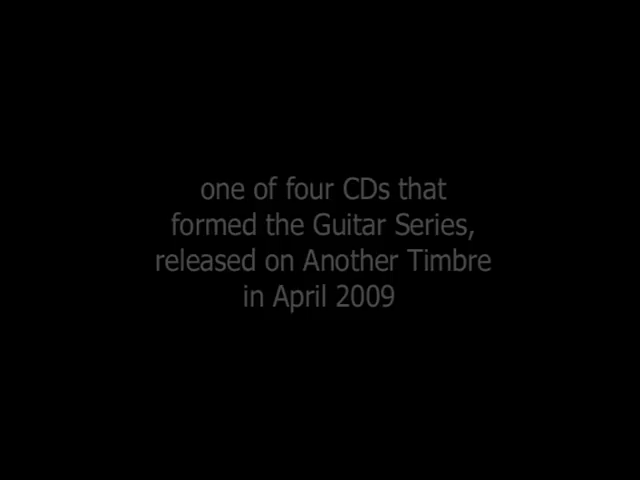 one of four CDs that
formed the Guitar Series,
released on Another Timbre
in April 2009